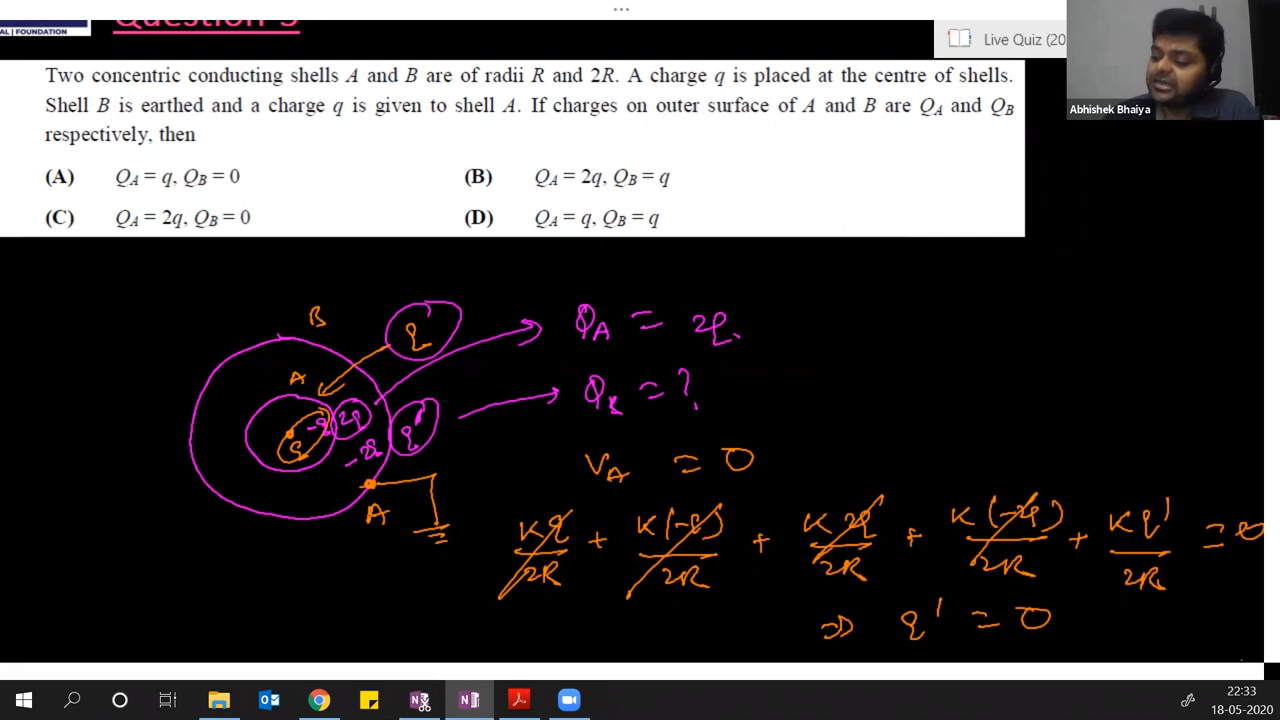 Question-5
AL | FOUNDATION
Live Quiz (20
Abhishek Bhaiya
Two concentric conducting shells A and B are of radii R and 2R. A charge q is placed at the centre of shells.
Shell B is earthed and a charge q is given to shell A. If charges on outer surface of A and B are Q_A and Q_B
respectively, then
(A) Q_A = q, Q_B = 0
(B) Q_A = 2q, Q_B = q
(C) Q_A = 2q, Q_B = 0
(D) Q_A = q, Q_B = q
B
q
A
q
-q
2q
-2q
q'
A
Q_A = 2q.
Q_B = ?
V_A = 0
Kq/2R + K(-q)/2R + K2q/2R + K(-2q)/2R + Kq'/2R = 0
⇒ q' = 0
22:33
18-05-2020